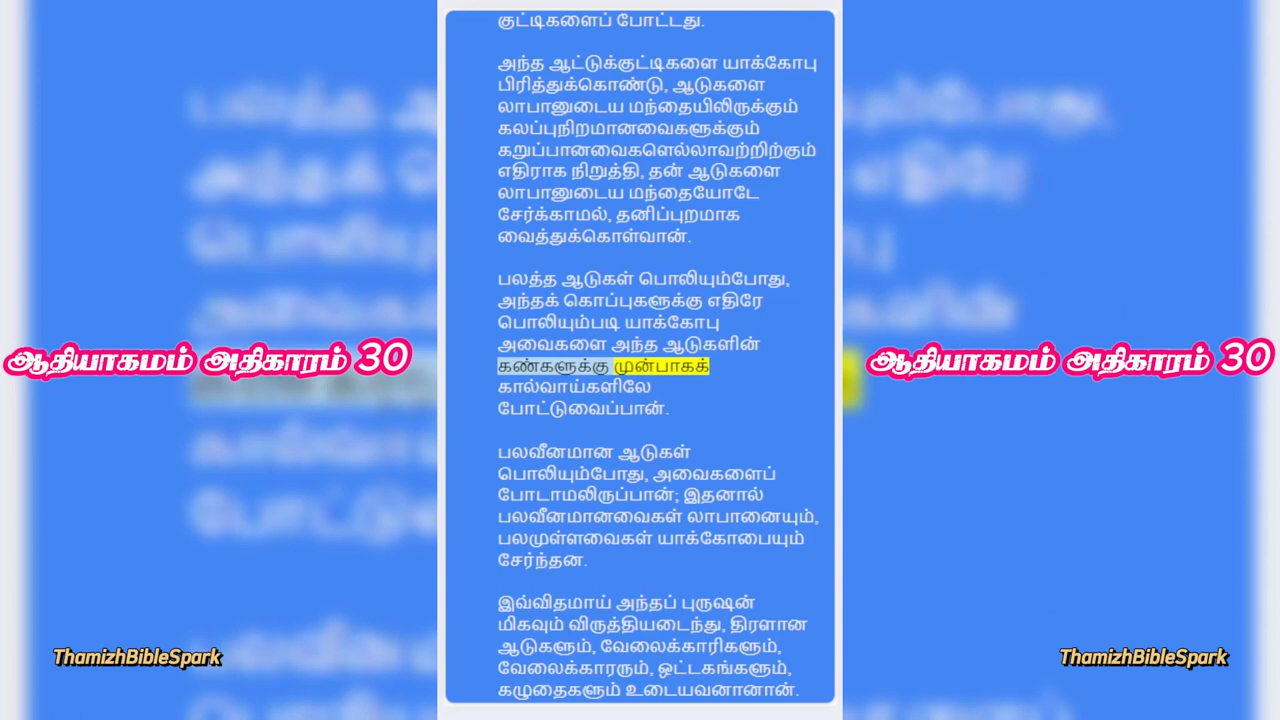 குட்டிகளைப் போட்டது.
அந்த ஆட்டுக்குட்டிகளை யாக்கோபு
பிரித்துக்கொண்டு, ஆடுகளை
லாபானுடைய மந்தையிலிருக்கும்
கலப்புநிறமானவைகளுக்கும்
கறுப்பானவைகளெல்லாவற்றிற்கும்
எதிராக நிறுத்தி, தன் ஆடுகளை
லாபானுடைய மந்தையோடே
சேர்க்காமல், தனிப்புறமாக
வைத்துக்கொள்வான்.
பலத்த ஆடுகள் பொலியும்போது,
அந்தக் கொப்புகளுக்கு எதிரே
பொலியும்படி யாக்கோபு
அவைகளை அந்த ஆடுகளின்
கண்களுக்கு முன்பாகக்
கால்வாய்களிலே
போட்டுவைப்பான்.
பலவீனமான ஆடுகள்
பொலியும்போது, அவைகளைப்
போடாமலிருப்பான்; இதனால்
பலவீனமானவைகள் லாபானையும்,
பலமுள்ளவைகள் யாக்கோபையும்
சேர்ந்தன.
இவ்விதமாய் அந்தப் புருஷன்
மிகவும் விருத்தியடைந்து, திரளான
ஆடுகளும், வேலைக்காரிகளும்,
வேலைக்காரரும், ஒட்டகங்களும்,
கழுதைகளும் உடையவனானான்.
ஆதியாகமம் அதிகாரம் 30
ஆதியாகமம் அதிகாரம் 30
ThamizhBibleSpark
ThamizhBibleSpark